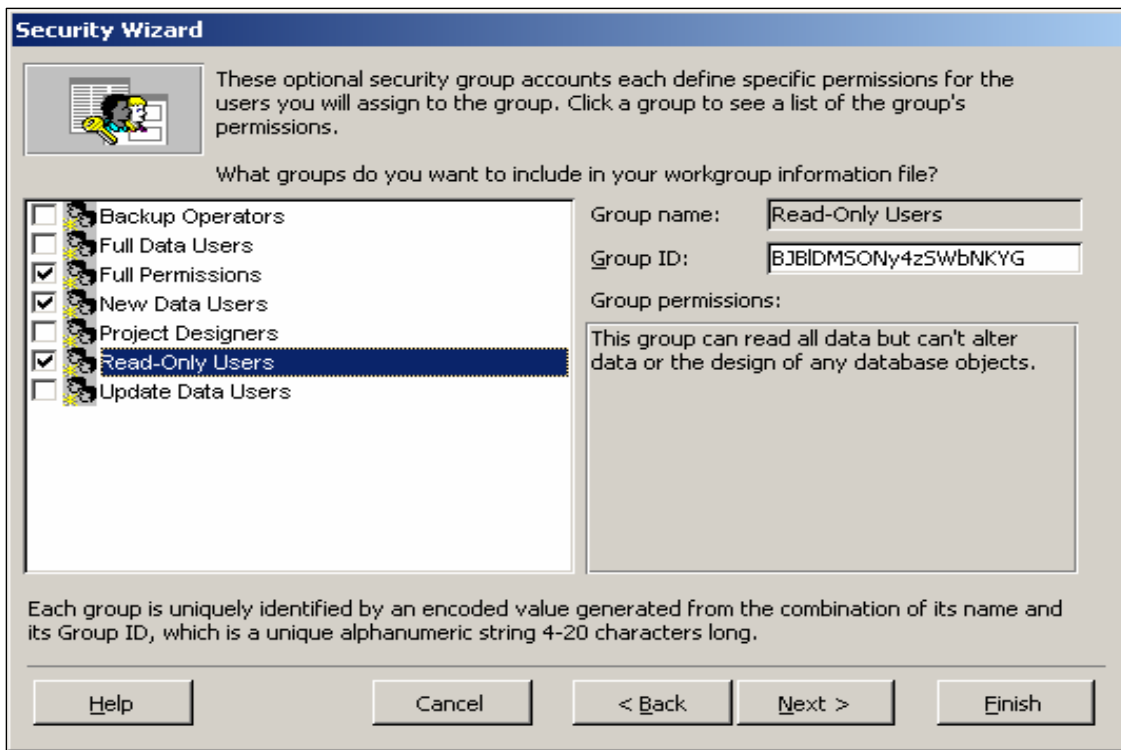 Security Wizard
These optional security group accounts each define specific permissions for the
users you will assign to the group. Click a group to see a list of the group's
permissions.
What groups do you want to include in your workgroup information file?
Backup Operators
Full Data Users
Full Permissions
New Data Users
Project Designers
Read-Only Users
Update Data Users
Group name:
Read-Only Users
Group ID:
BJBlDMSONy4zSWbNKYG
Group permissions:
This group can read all data but can't alter
data or the design of any database objects.
Each group is uniquely identified by an encoded value generated from the combination of its name and
its Group ID, which is a unique alphanumeric string 4-20 characters long.
Help
Cancel
< Back
Next >
Finish